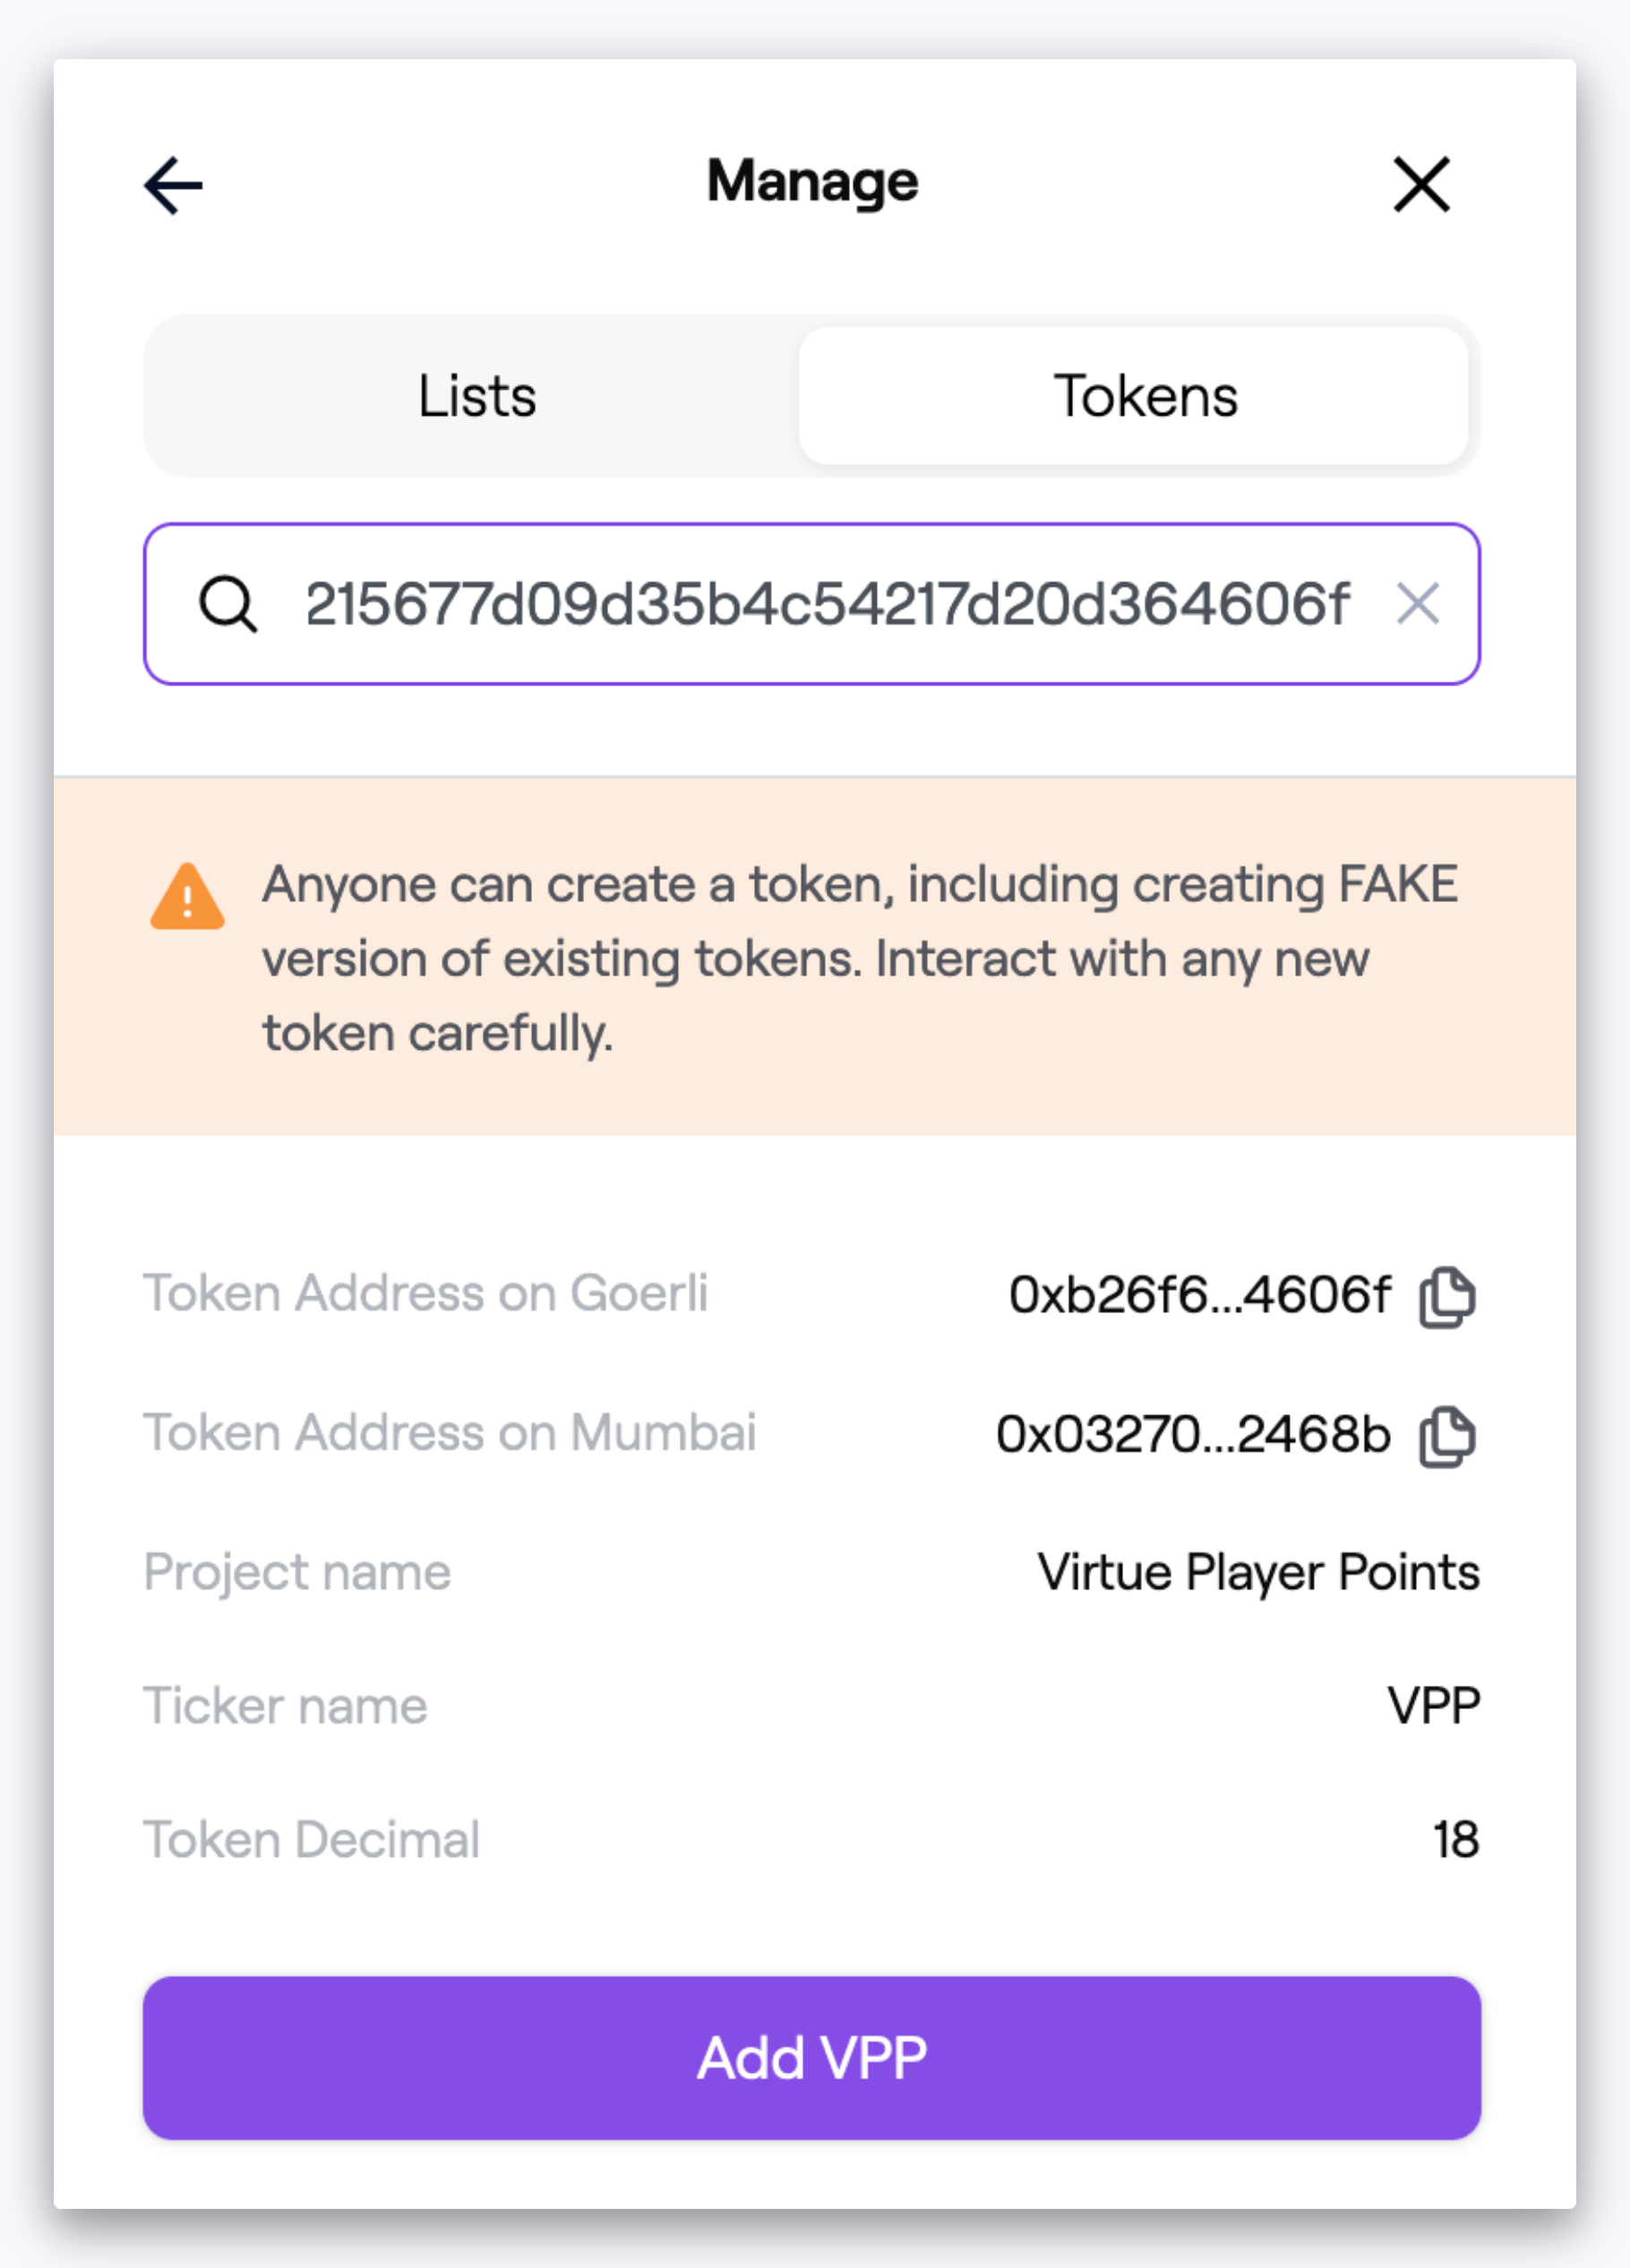 Manage
Lists
Tokens
215677d09d35b4c54217d20d364606f
Anyone can create a token, including creating FAKE
version of existing tokens. Interact with any new
token carefully.
Token Address on Goerli 0xb26f6...4606f
Token Address on Mumbai 0x03270...2468b
Project name Virtue Player Points
Ticker name VPP
Token Decimal 18
Add VPP